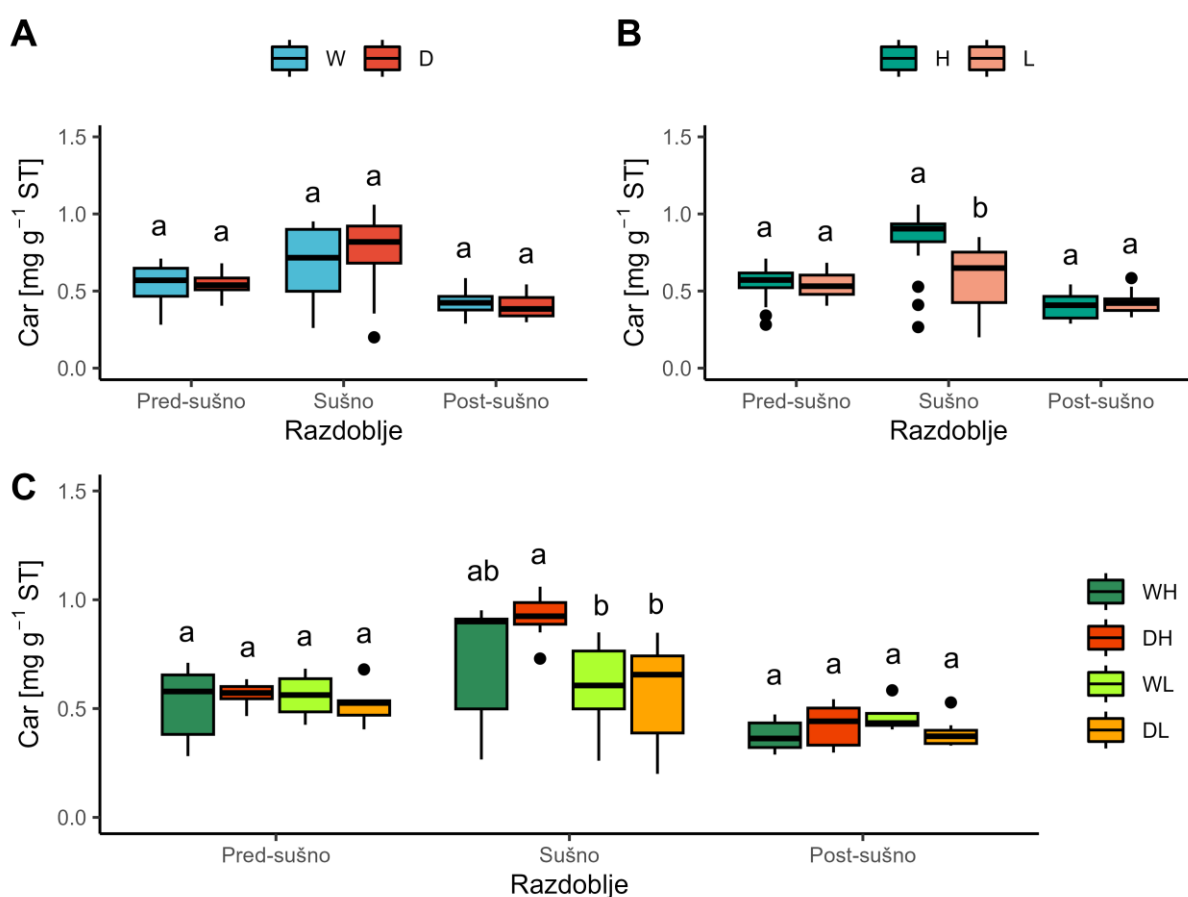 A
W D
Car [mg g⁻¹ ST]
1.5
1.0
0.5
0.0
a a a a a a
Pred-sušno Sušno Post-sušno
Razdoblje
B
H L
Car [mg g⁻¹ ST]
1.5
1.0
0.5
0.0
a a a b a a
Pred-sušno Sušno Post-sušno
Razdoblje
C
Car [mg g⁻¹ ST]
1.5
1.0
0.5
0.0
a a a a ab a b b a a a a
Pred-sušno Sušno Post-sušno
Razdoblje
WH
DH
WL
DL